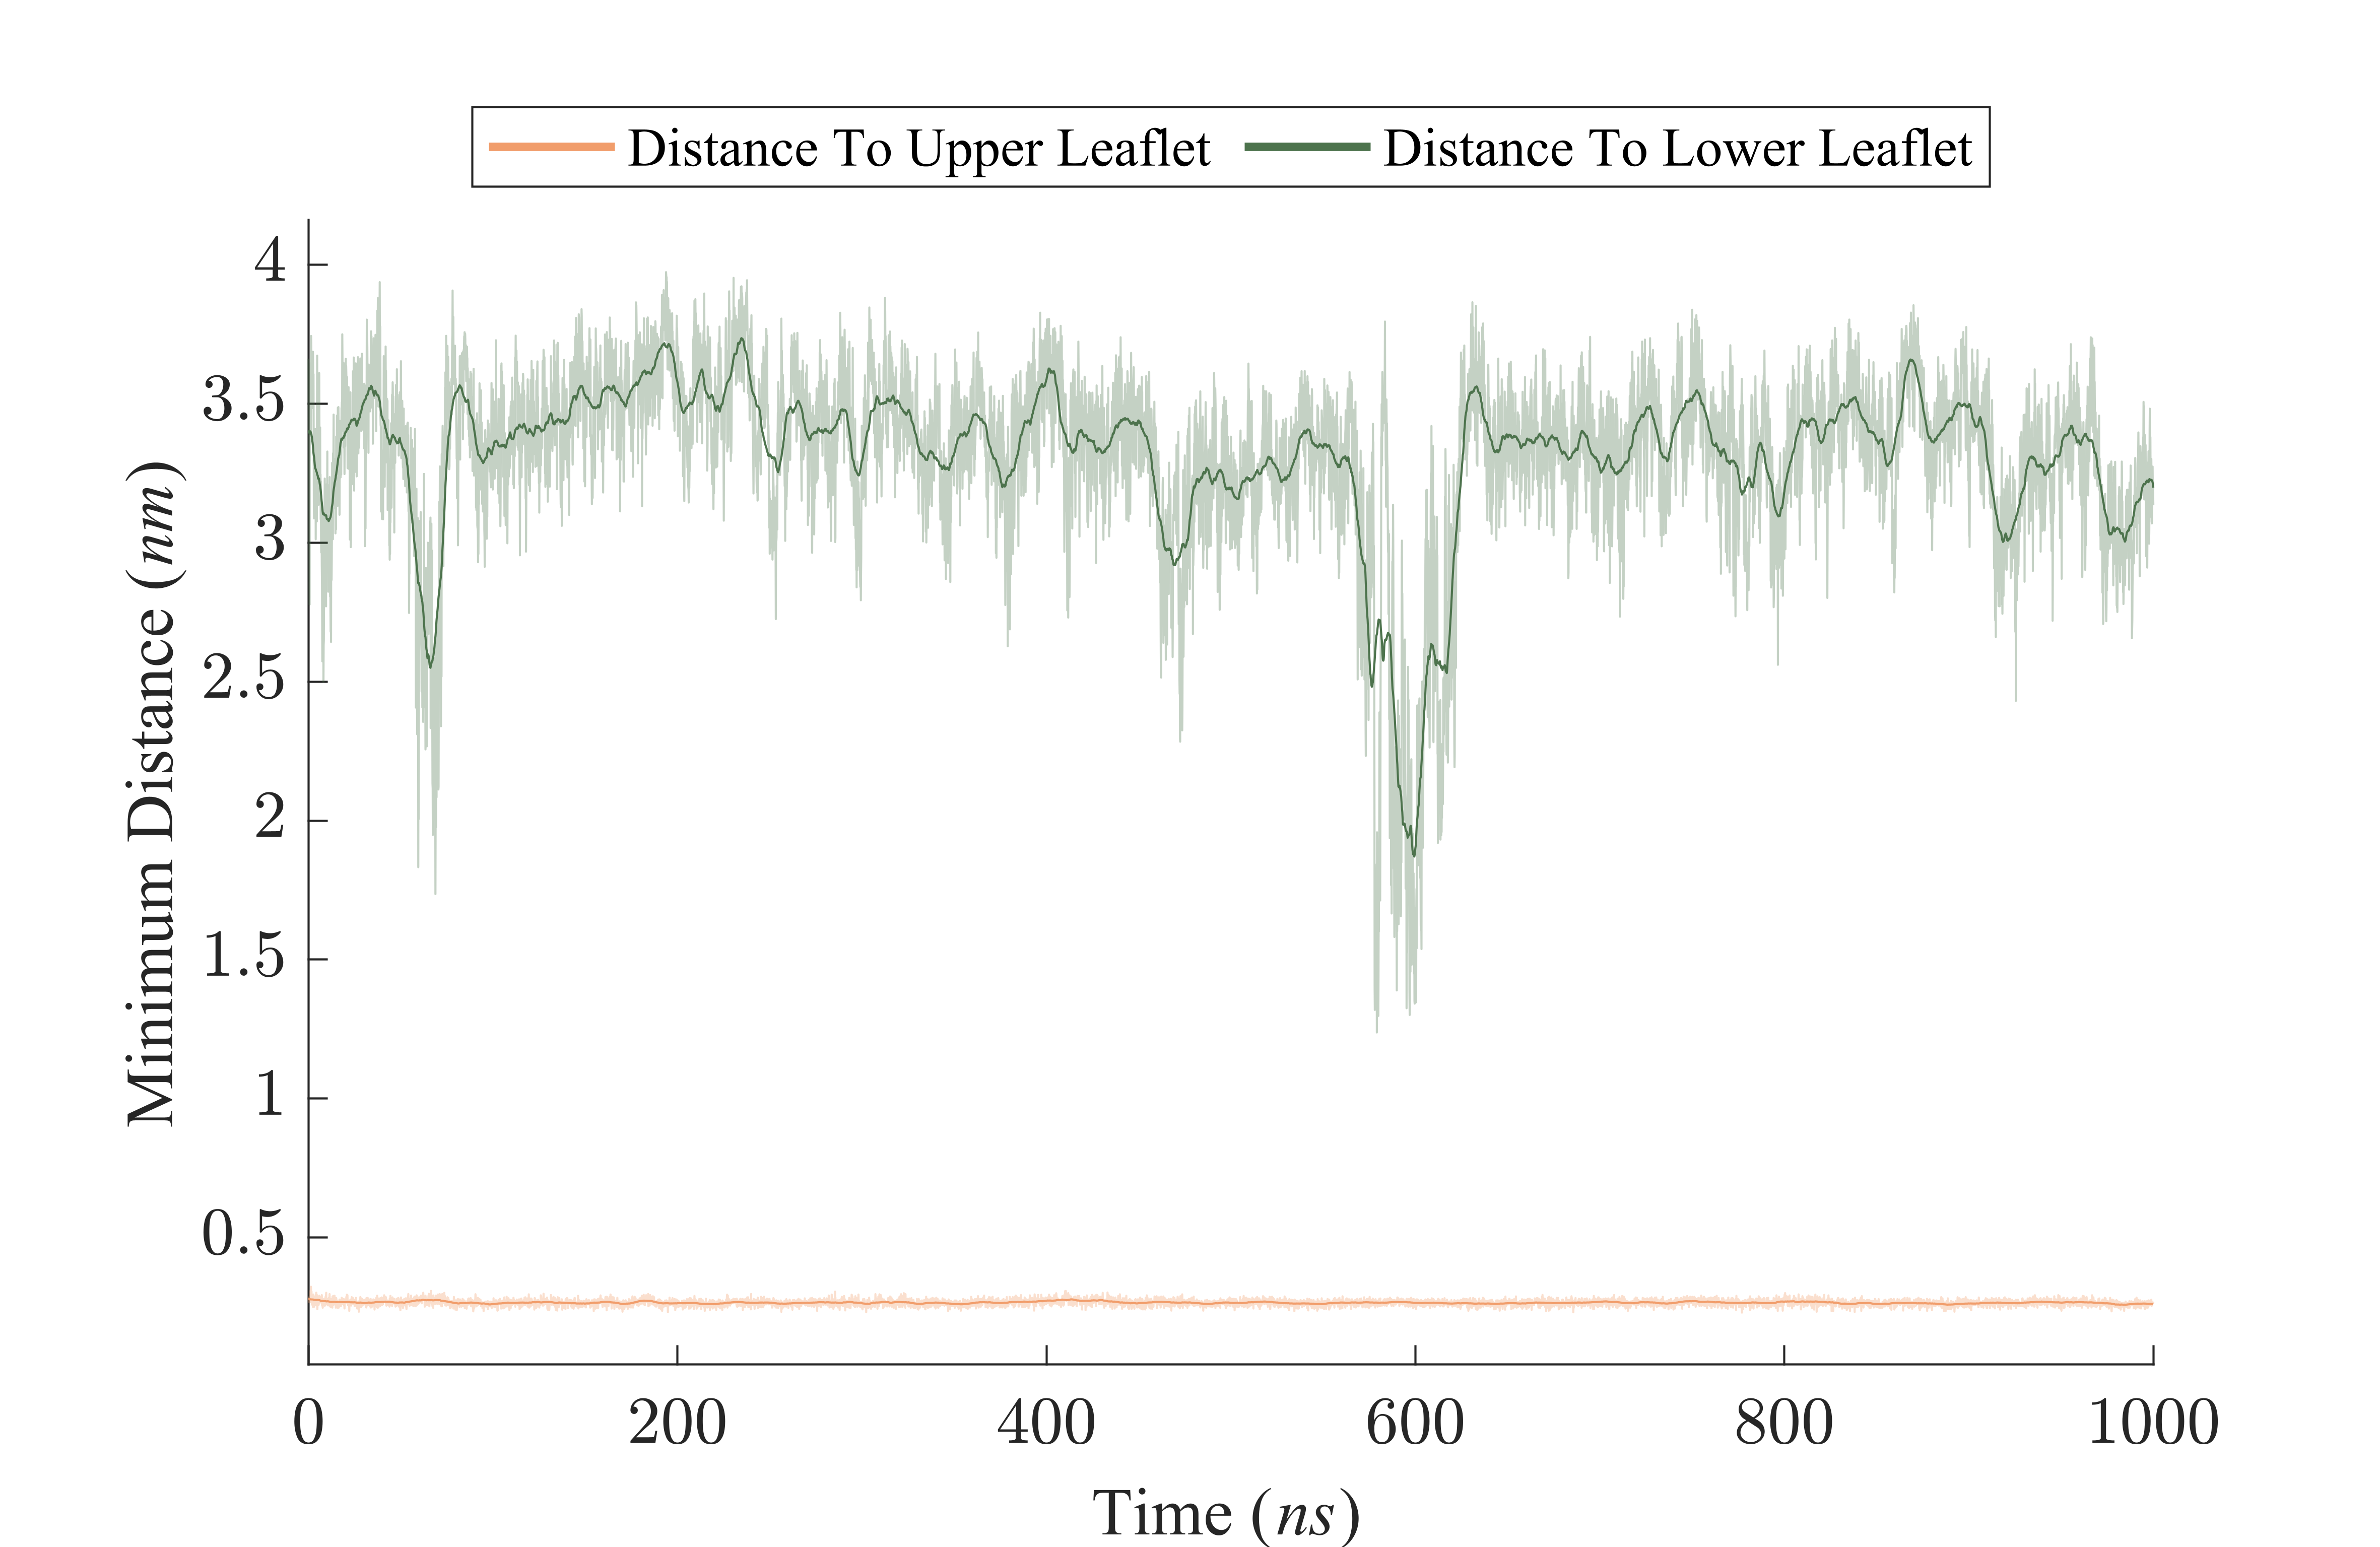 Distance To Upper Leaflet Distance To Lower Leaflet
4
3.5
3
2.5
2
1.5
1
0.5
Minimum Distance (nm)
0 200 400 600 800 1000
Time (ns)